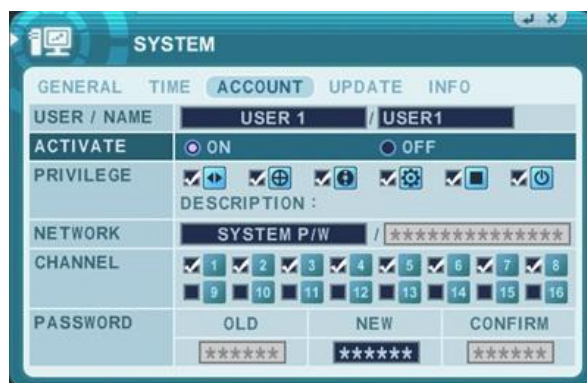 SYSTEM
GENERAL TIME ACCOUNT UPDATE INFO
USER / NAME USER 1 / USER1
ACTIVATE ON OFF
PRIVILEGE
DESCRIPTION :
NETWORK SYSTEM P/W / **************
CHANNEL 1 2 3 4 5 6 7 8
9 10 11 12 13 14 15 16
PASSWORD OLD NEW CONFIRM
****** ****** ******